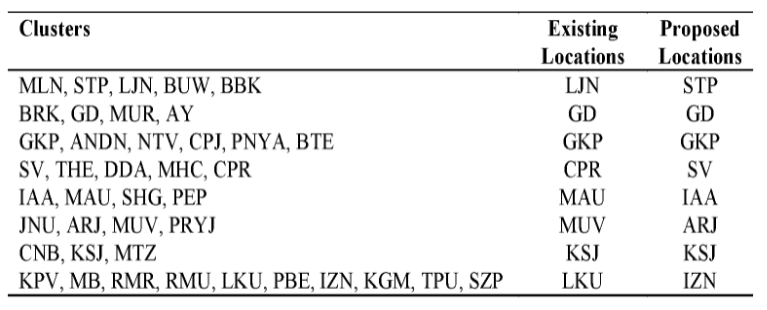 Clusters Existing Locations Proposed Locations
MLN, STP, LJN, BUW, BBK LJN STP
BRK, GD, MUR, AY GD GD
GKP, ANDN, NTV, CPJ, PNYA, BTE GKP GKP
SV, THE, DDA, MHC, CPR CPR SV
IAA, MAU, SHG, PEP MAU IAA
JNU, ARJ, MUV, PRYJ MUV ARJ
CNB, KSJ, MTZ KSJ KSJ
KPV, MB, RMR, RMU, LKU, PBE, IZN, KGM, TPU, SZP LKU IZN